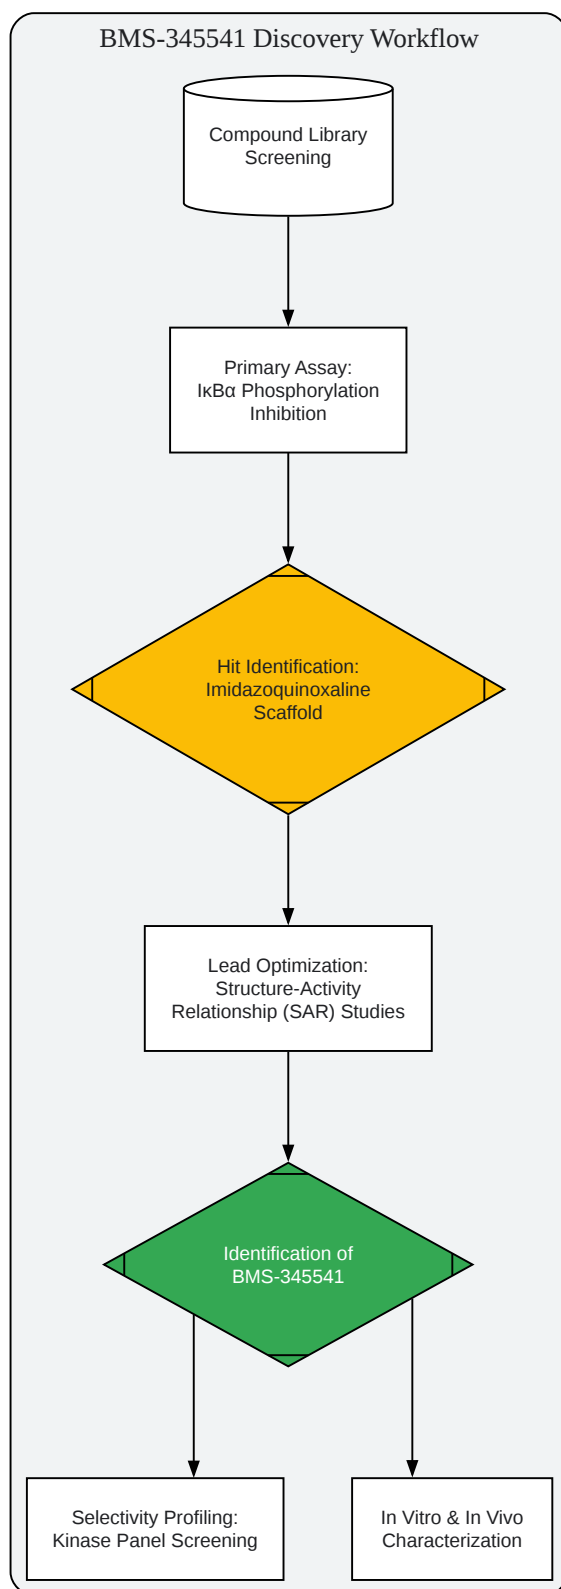 BMS-345541 Discovery Workflow
Compound Library
Screening
Primary Assay:
IκBα Phosphorylation
Inhibition
Hit Identification:
Imidazoquinoxaline
Scaffold
Lead Optimization:
Structure-Activity
Relationship (SAR) Studies
Identification of
BMS-345541
Selectivity Profiling:
Kinase Panel Screening
In Vitro & In Vivo
Characterization